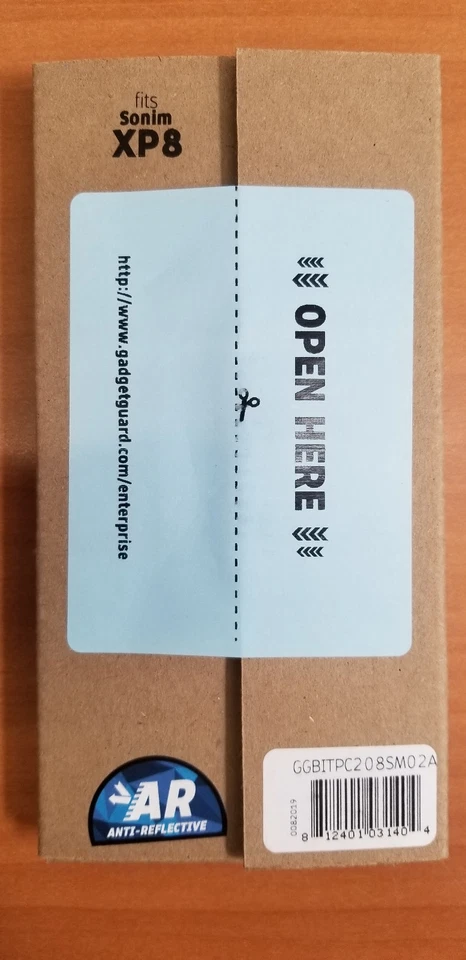 fits
Sonim
XP8
http://www.gadgetguard.com/enterprise
OPEN HERE
AR
ANTI-REFLECTIVE
GGBITPC208SM02A
0082019
8 12401 03140 4